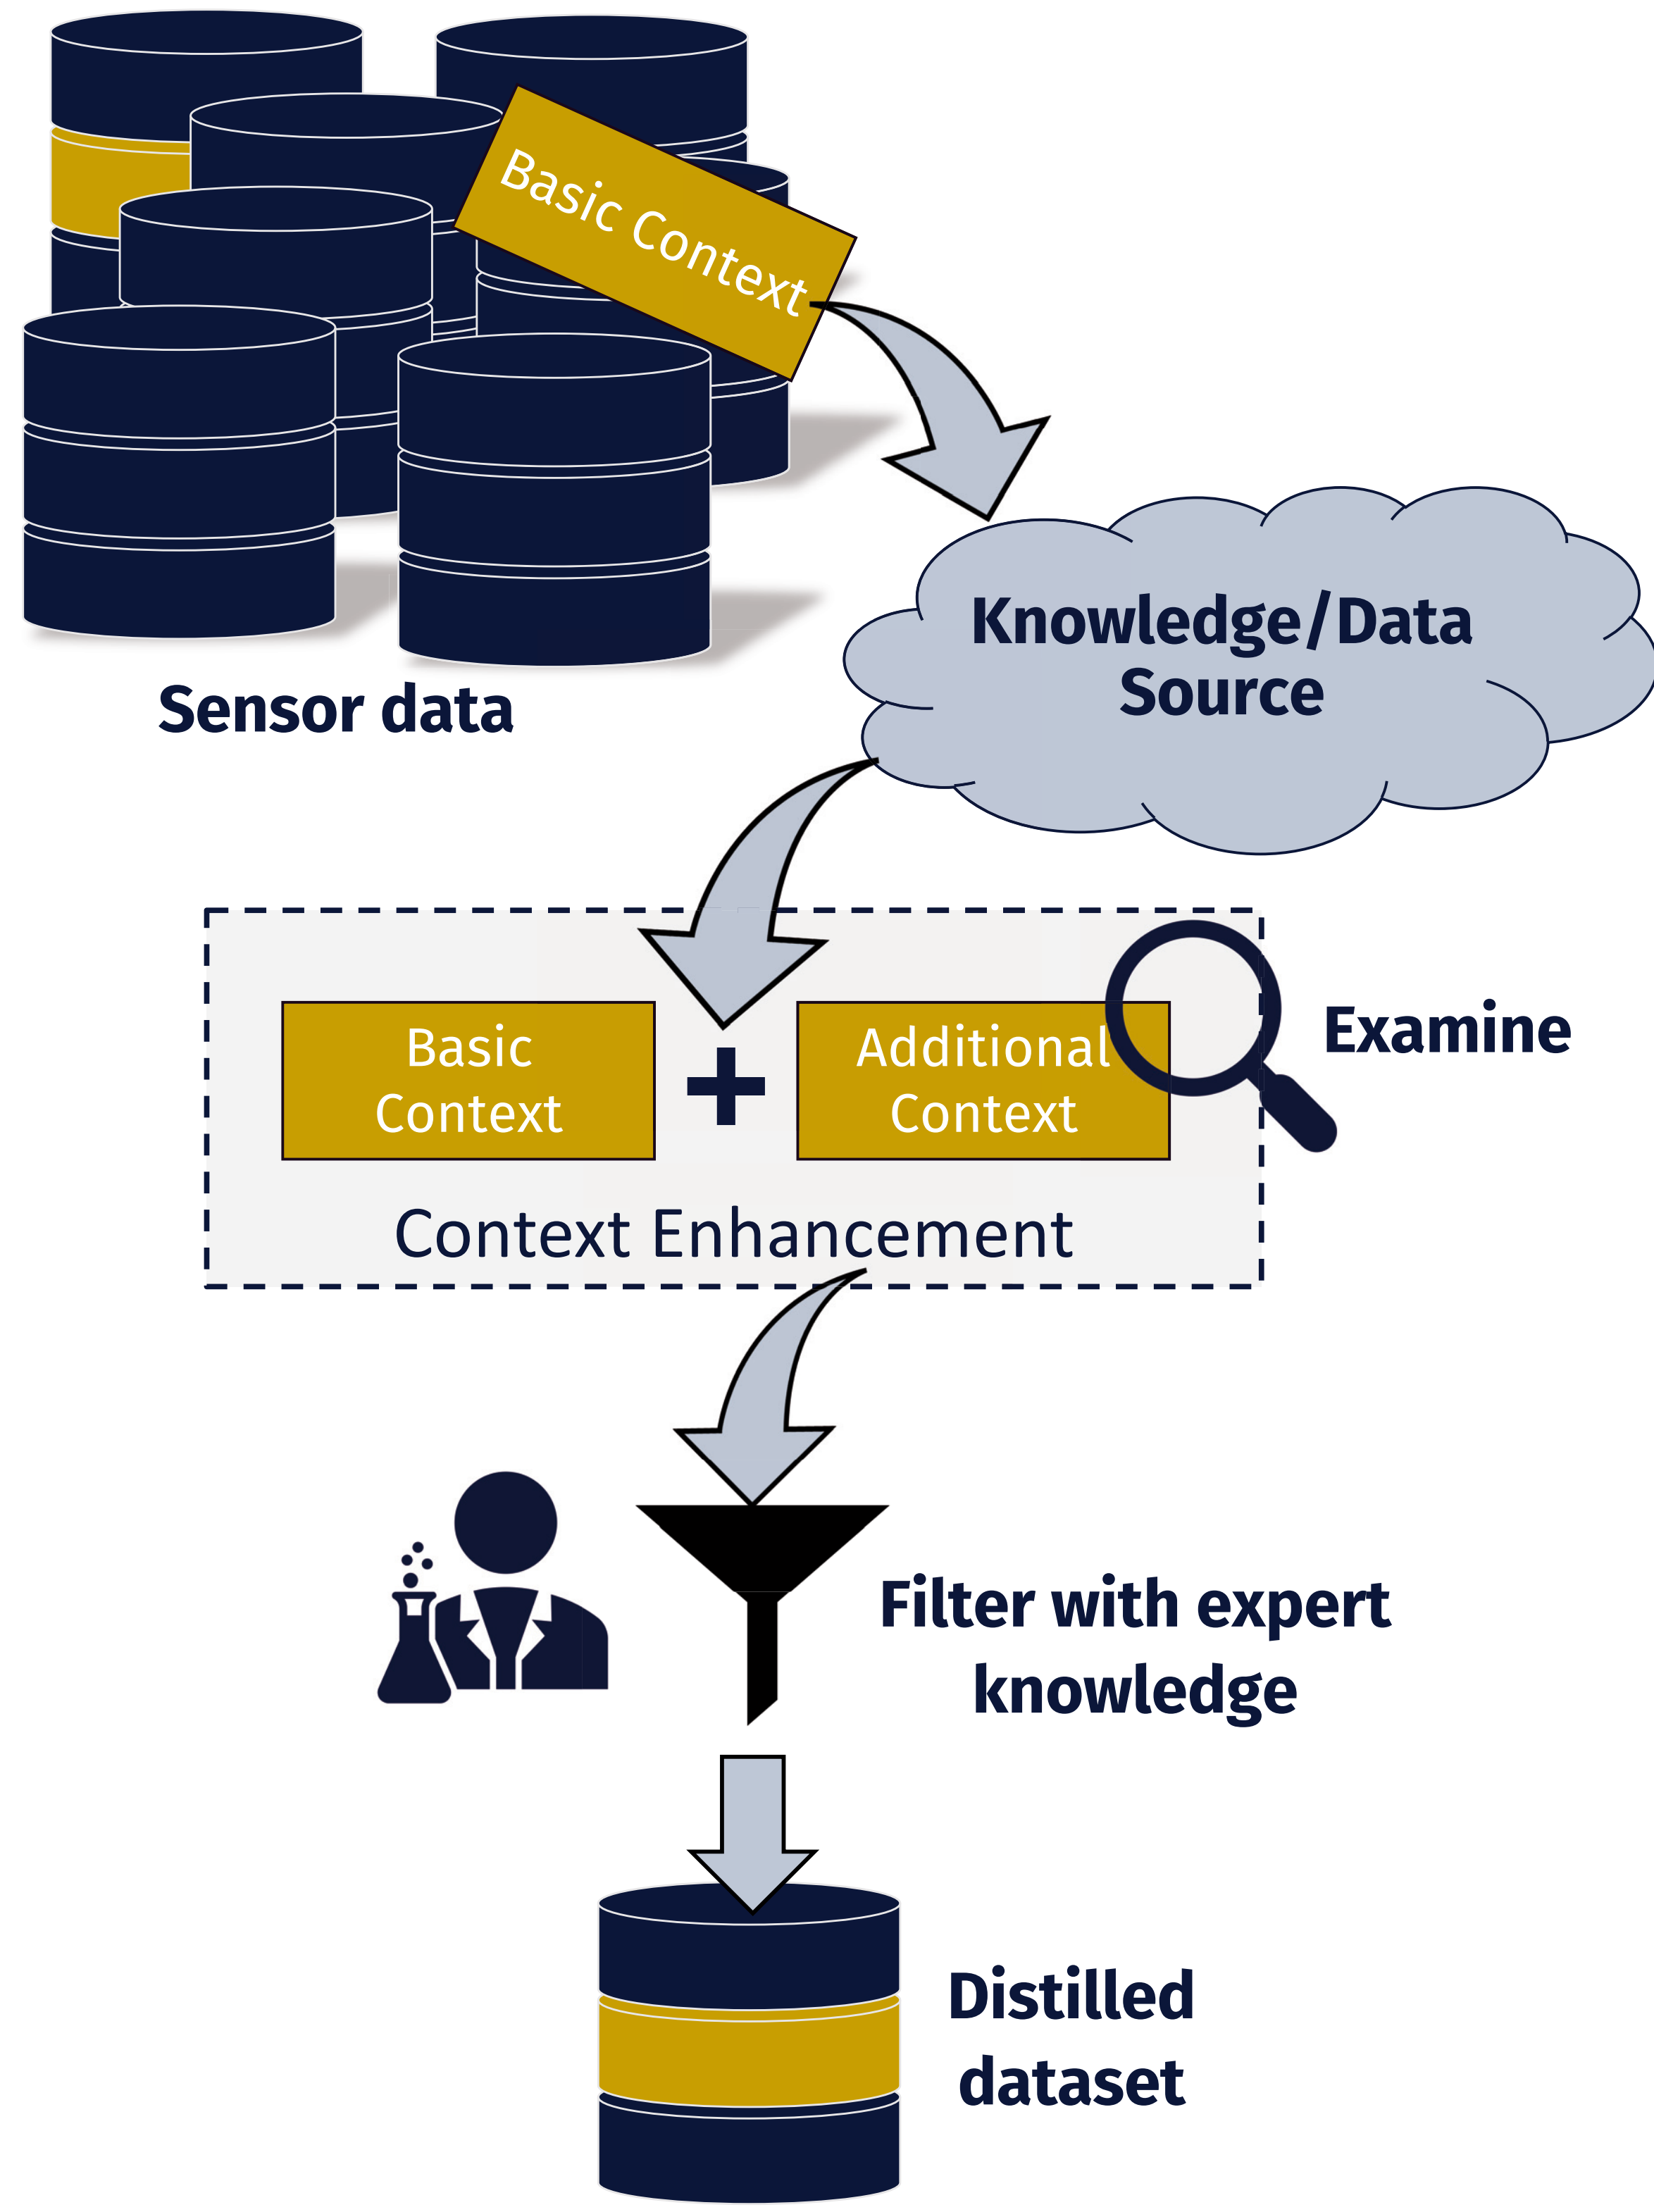 Basic Context
Sensor data
Knowledge/Data
Source
Basic
Context
+
Additional
Context
Examine
Context Enhancement
Filter with expert
knowledge
Distilled
dataset